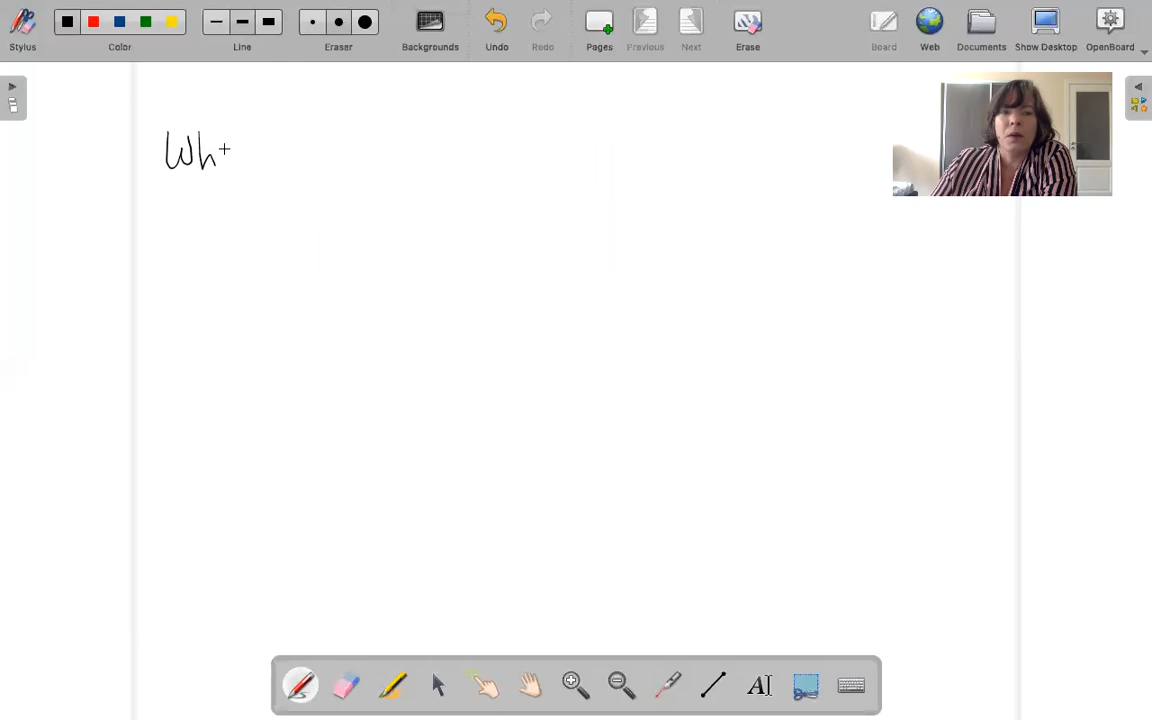 Stylus
Color
Line
Eraser
Backgrounds
Undo
Redo
Pages
Previous
Next
Erase
Board
Web
Documents
Show Desktop
OpenBoard
Wh